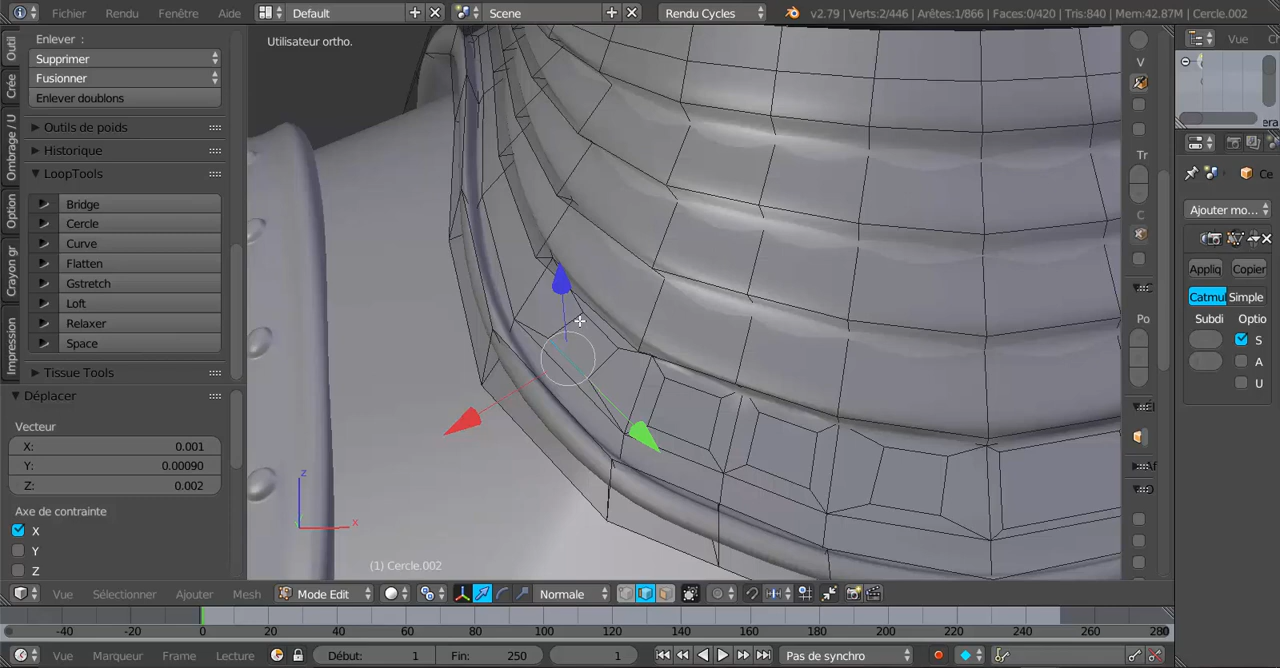 Fichier Rendu Fenêtre Aide Default Scene Rendu Cycles v2.79 | Verts:2/446 | Arêtes:1/866 | Faces:0/420 | Tris:840 | Mem:42.87M | Cercle.002
Outil
Crée
Ombrage / U
Option
Crayon gr
Impression
Enlever :
Supprimer
Fusionner
Enlever doublons
Outils de poids
Historique
LoopTools
Bridge
Cercle
Curve
Flatten
Gstretch
Loft
Relaxer
Space
Tissue Tools
Déplacer
Vecteur
X: 0.001
Y: 0.00090
Z: 0.002
Axe de contrainte
X
Y
Z
Utilisateur ortho.
z
x
(1) Cercle.002
V
Tr
C
Po
Af
Vue C
era
Ce
Ajouter mo...
Appliq Copier
Catmu Simple
Subdi Optio
S
A
U
Vue Sélectionner Ajouter Mesh Mode Edit Normale
-40 -20 0 20 40 60 80 100 120 140 160 180 200 220 240 260 280
Vue Marqueur Frame Lecture Début: 1 Fin: 250 1 Pas de synchro